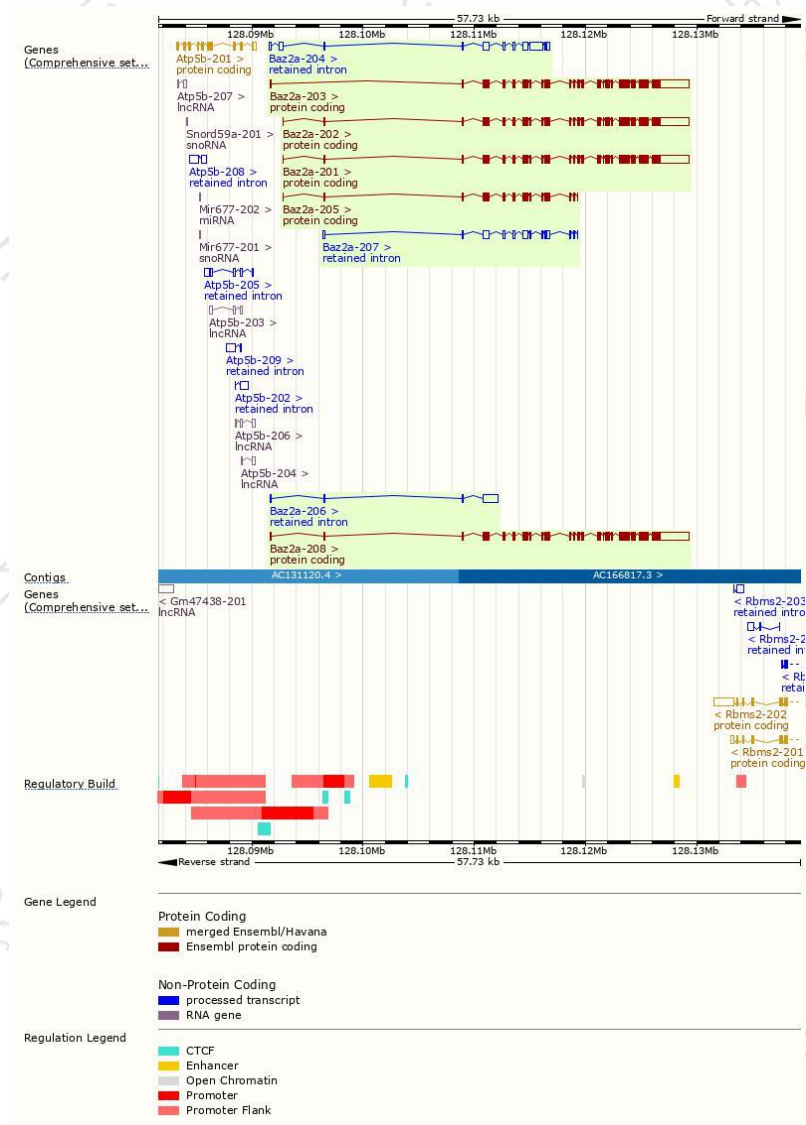 57.73 kb
Forward strand
128.09Mb 128.10Mb 128.11Mb 128.12Mb 128.13Mb
Genes
(Comprehensive set...
Atp5b-201 >
protein coding
Baz2a-204 >
retained intron
Atp5b-207 >
lncRNA
Baz2a-203 >
protein coding
Snord59a-201 >
snoRNA
Baz2a-202 >
protein coding
Atp5b-208 >
retained intron
Baz2a-201 >
protein coding
Mir677-202 >
miRNA
Baz2a-205 >
protein coding
Mir677-201 >
snoRNA
Baz2a-207 >
retained intron
Atp5b-205 >
retained intron
Atp5b-203 >
lncRNA
Atp5b-209 >
retained intron
Atp5b-202 >
retained intron
Atp5b-206 >
lncRNA
Atp5b-204 >
lncRNA
Baz2a-206 >
retained intron
Baz2a-208 >
protein coding
Contigs
AC131120.4 >
AC166817.3 >
Genes
(Comprehensive set...
< Gm47438-201
lncRNA
< Rbms2-203
retained intro
< Rbms2-2
retained in
< Rb
retai
< Rbms2-202
protein coding
< Rbms2-201
protein coding
Regulatory Build
128.09Mb 128.10Mb 128.11Mb 128.12Mb 128.13Mb
Reverse strand
57.73 kb
Gene Legend
Protein Coding
merged Ensembl/Havana
Ensembl protein coding
Non-Protein Coding
processed transcript
RNA gene
Regulation Legend
CTCF
Enhancer
Open Chromatin
Promoter
Promoter Flank